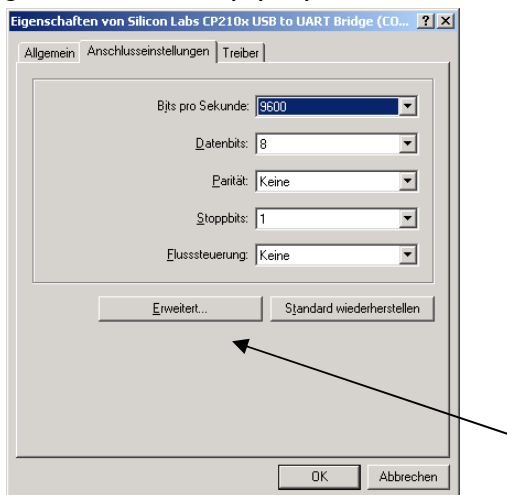 Eigenschaften von Silicon Labs CP210x USB to UART Bridge (CO...
Allgemein Anschlusseinstellungen Treiber
Bits pro Sekunde: 9600
Datenbits: 8
Parität: Keine
Stoppbits: 1
Flusssteuerung: Keine
Erweitert... Standard wiederherstellen
OK Abbrechen